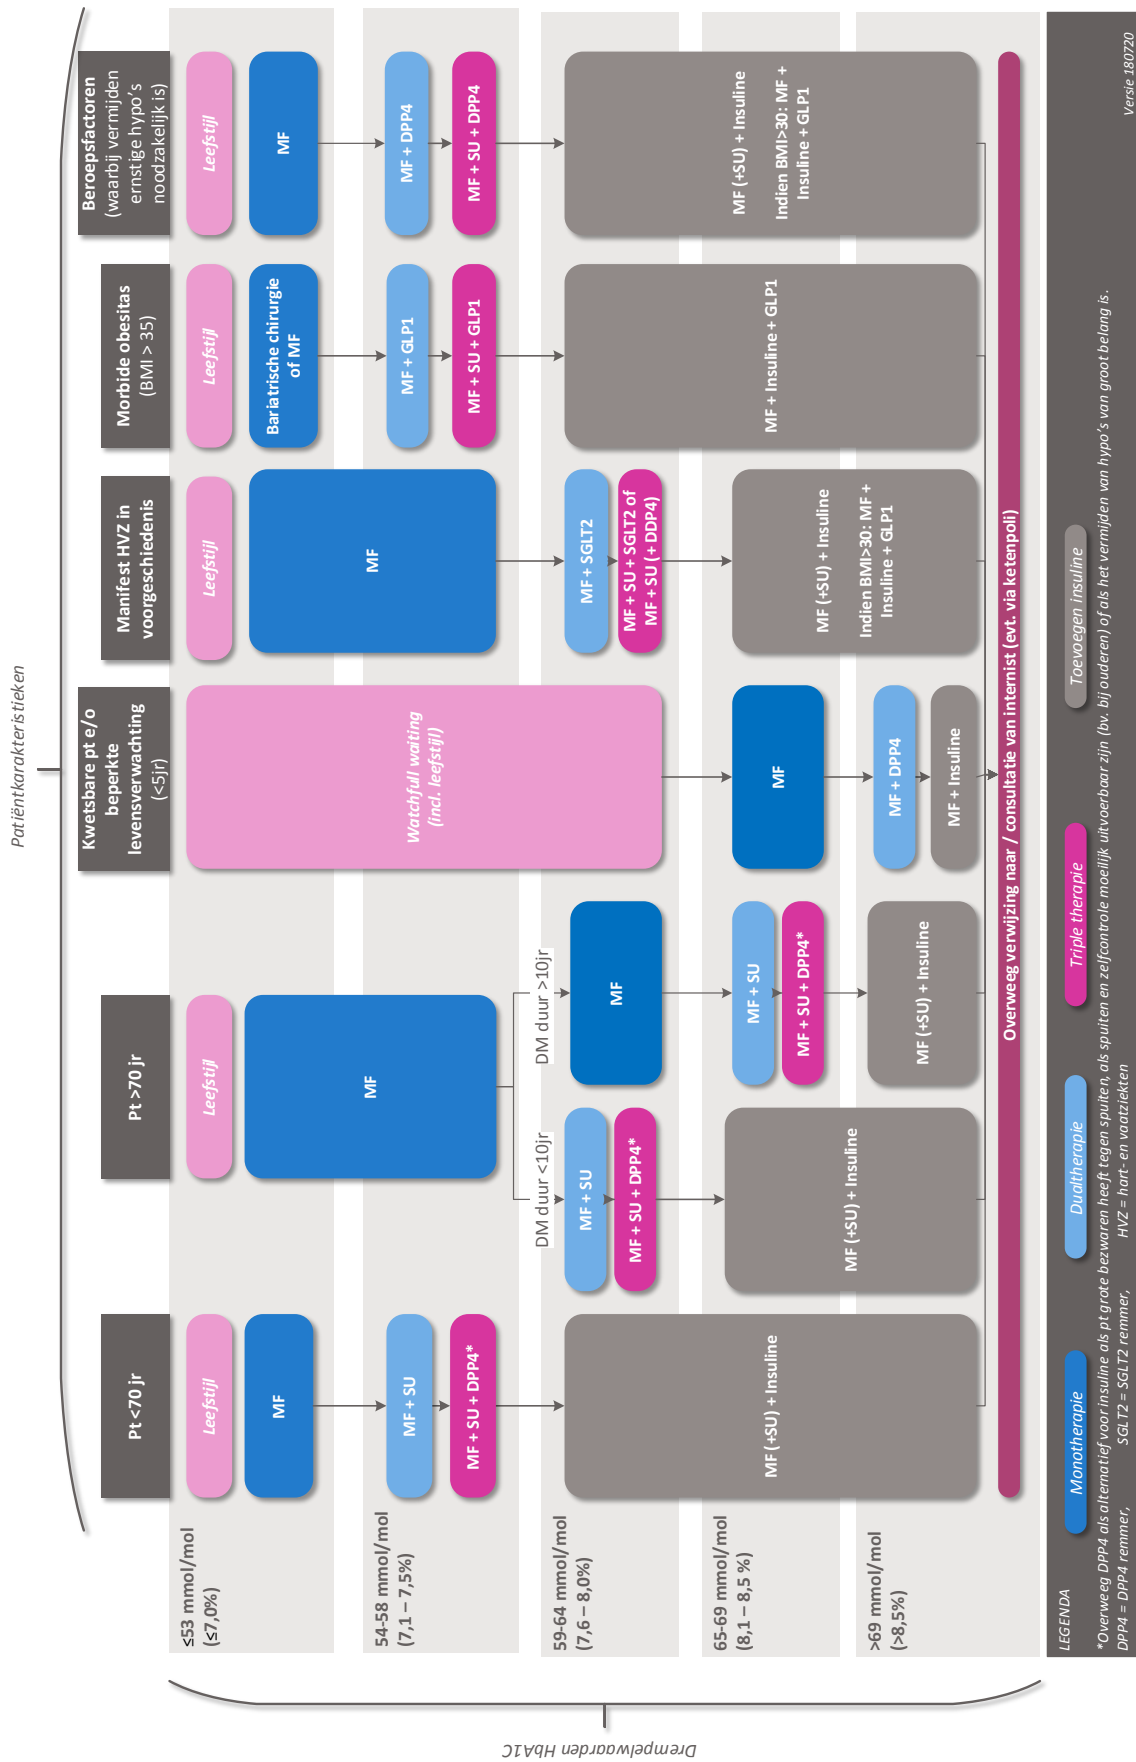 Patiëntkarakteristieken
Pt <70 jr
Pt >70 jr
Kwetsbare pt e/o
beperkte
levensverwachting
(<5jr)
Manifest HVZ in
voorgeschiedenis
Morbide obesitas
(BMI > 35)
Beroepsfactoren
(waarbij vermijden
ernstige hypo's
noodzakelijk is)
Drempelwaarden HbA1C
≤53 mmol/mol
(≤7,0%)
Leefstijl
Leefstijl
Watchfull waiting
(incl. leefstijl)
Leefstijl
Leefstijl
Leefstijl
MF
MF
MF
Bariatrische chirurgie
of MF
MF
54-58 mmol/mol
(7,1 – 7,5%)
MF + SU
MF + GLP1
MF + DPP4
MF + SU + DPP4*
MF + SU + GLP1
MF + SU + DPP4
DM duur <10jr
DM duur >10jr
59-64 mmol/mol
(7,6 – 8,0%)
MF + SU
MF
MF + SGLT2
MF + SU + DPP4*
MF + SU + SGLT2 of
MF + SU (+ DDP4)
65-69 mmol/mol
(8,1 – 8,5 %)
MF (+SU) + Insuline
MF (+SU) + Insuline
MF + SU
MF + SU + DPP4*
MF
MF (+SU) + Insuline
Indien BMI>30: MF +
Insuline + GLP1
MF + Insuline + GLP1
MF (+SU) + Insuline
Indien BMI>30: MF +
Insuline + GLP1
>69 mmol/mol
(>8,5%)
MF (+SU) + Insuline
MF + DPP4
MF + Insuline
Overweeg verwijzing naar / consultatie van internist (evt. via ketenpoli)
LEGENDA
Monotherapie
Dualtherapie
Triple therapie
Toevoegen insuline
*Overweeg DPP4 als alternatief voor insuline als pt grote bezwaren heeft tegen spuiten, als spuiten en zelfcontrole moeilijk uitvoerbaar zijn (bv. bij ouderen) of als het vermijden van hypo's van groot belang is.
DPP4 = DPP4 remmer, SGLT2 = SGLT2 remmer, HVZ = hart- en vaatziekten
Versie 180720